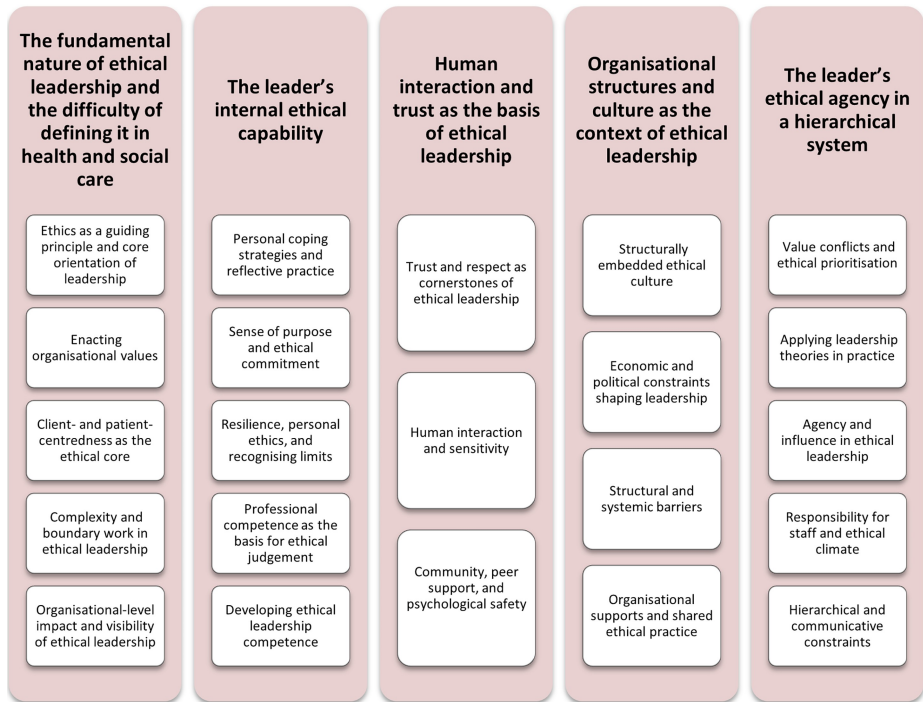 The fundamental
nature of ethical
leadership and
the difficulty of
defining it in
health and social
care
Ethics as a guiding
principle and core
orientation of
leadership
Enacting
organisational values
Client- and patient-
centredness as the
ethical core
Complexity and
boundary work in
ethical leadership
Organisational-level
impact and visibility
of ethical leadership
The leader’s
internal ethical
capability
Personal coping
strategies and
reflective practice
Sense of purpose
and ethical
commitment
Resilience, personal
ethics, and
recognising limits
Professional
competence as the
basis for ethical
judgement
Developing ethical
leadership
competence
Human
interaction and
trust as the basis
of ethical
leadership
Trust and respect as
cornerstones of
ethical leadership
Human interaction
and sensitivity
Community, peer
support, and
psychological safety
Organisational
structures and
culture as the
context of ethical
leadership
Structurally
embedded ethical
culture
Economic and
political constraints
shaping leadership
Structural and
systemic barriers
Organisational
supports and shared
ethical practice
The leader’s
ethical agency in
a hierarchical
system
Value conflicts and
ethical prioritisation
Applying leadership
theories in practice
Agency and
influence in ethical
leadership
Responsibility for
staff and ethical
climate
Hierarchical and
communicative
constraints